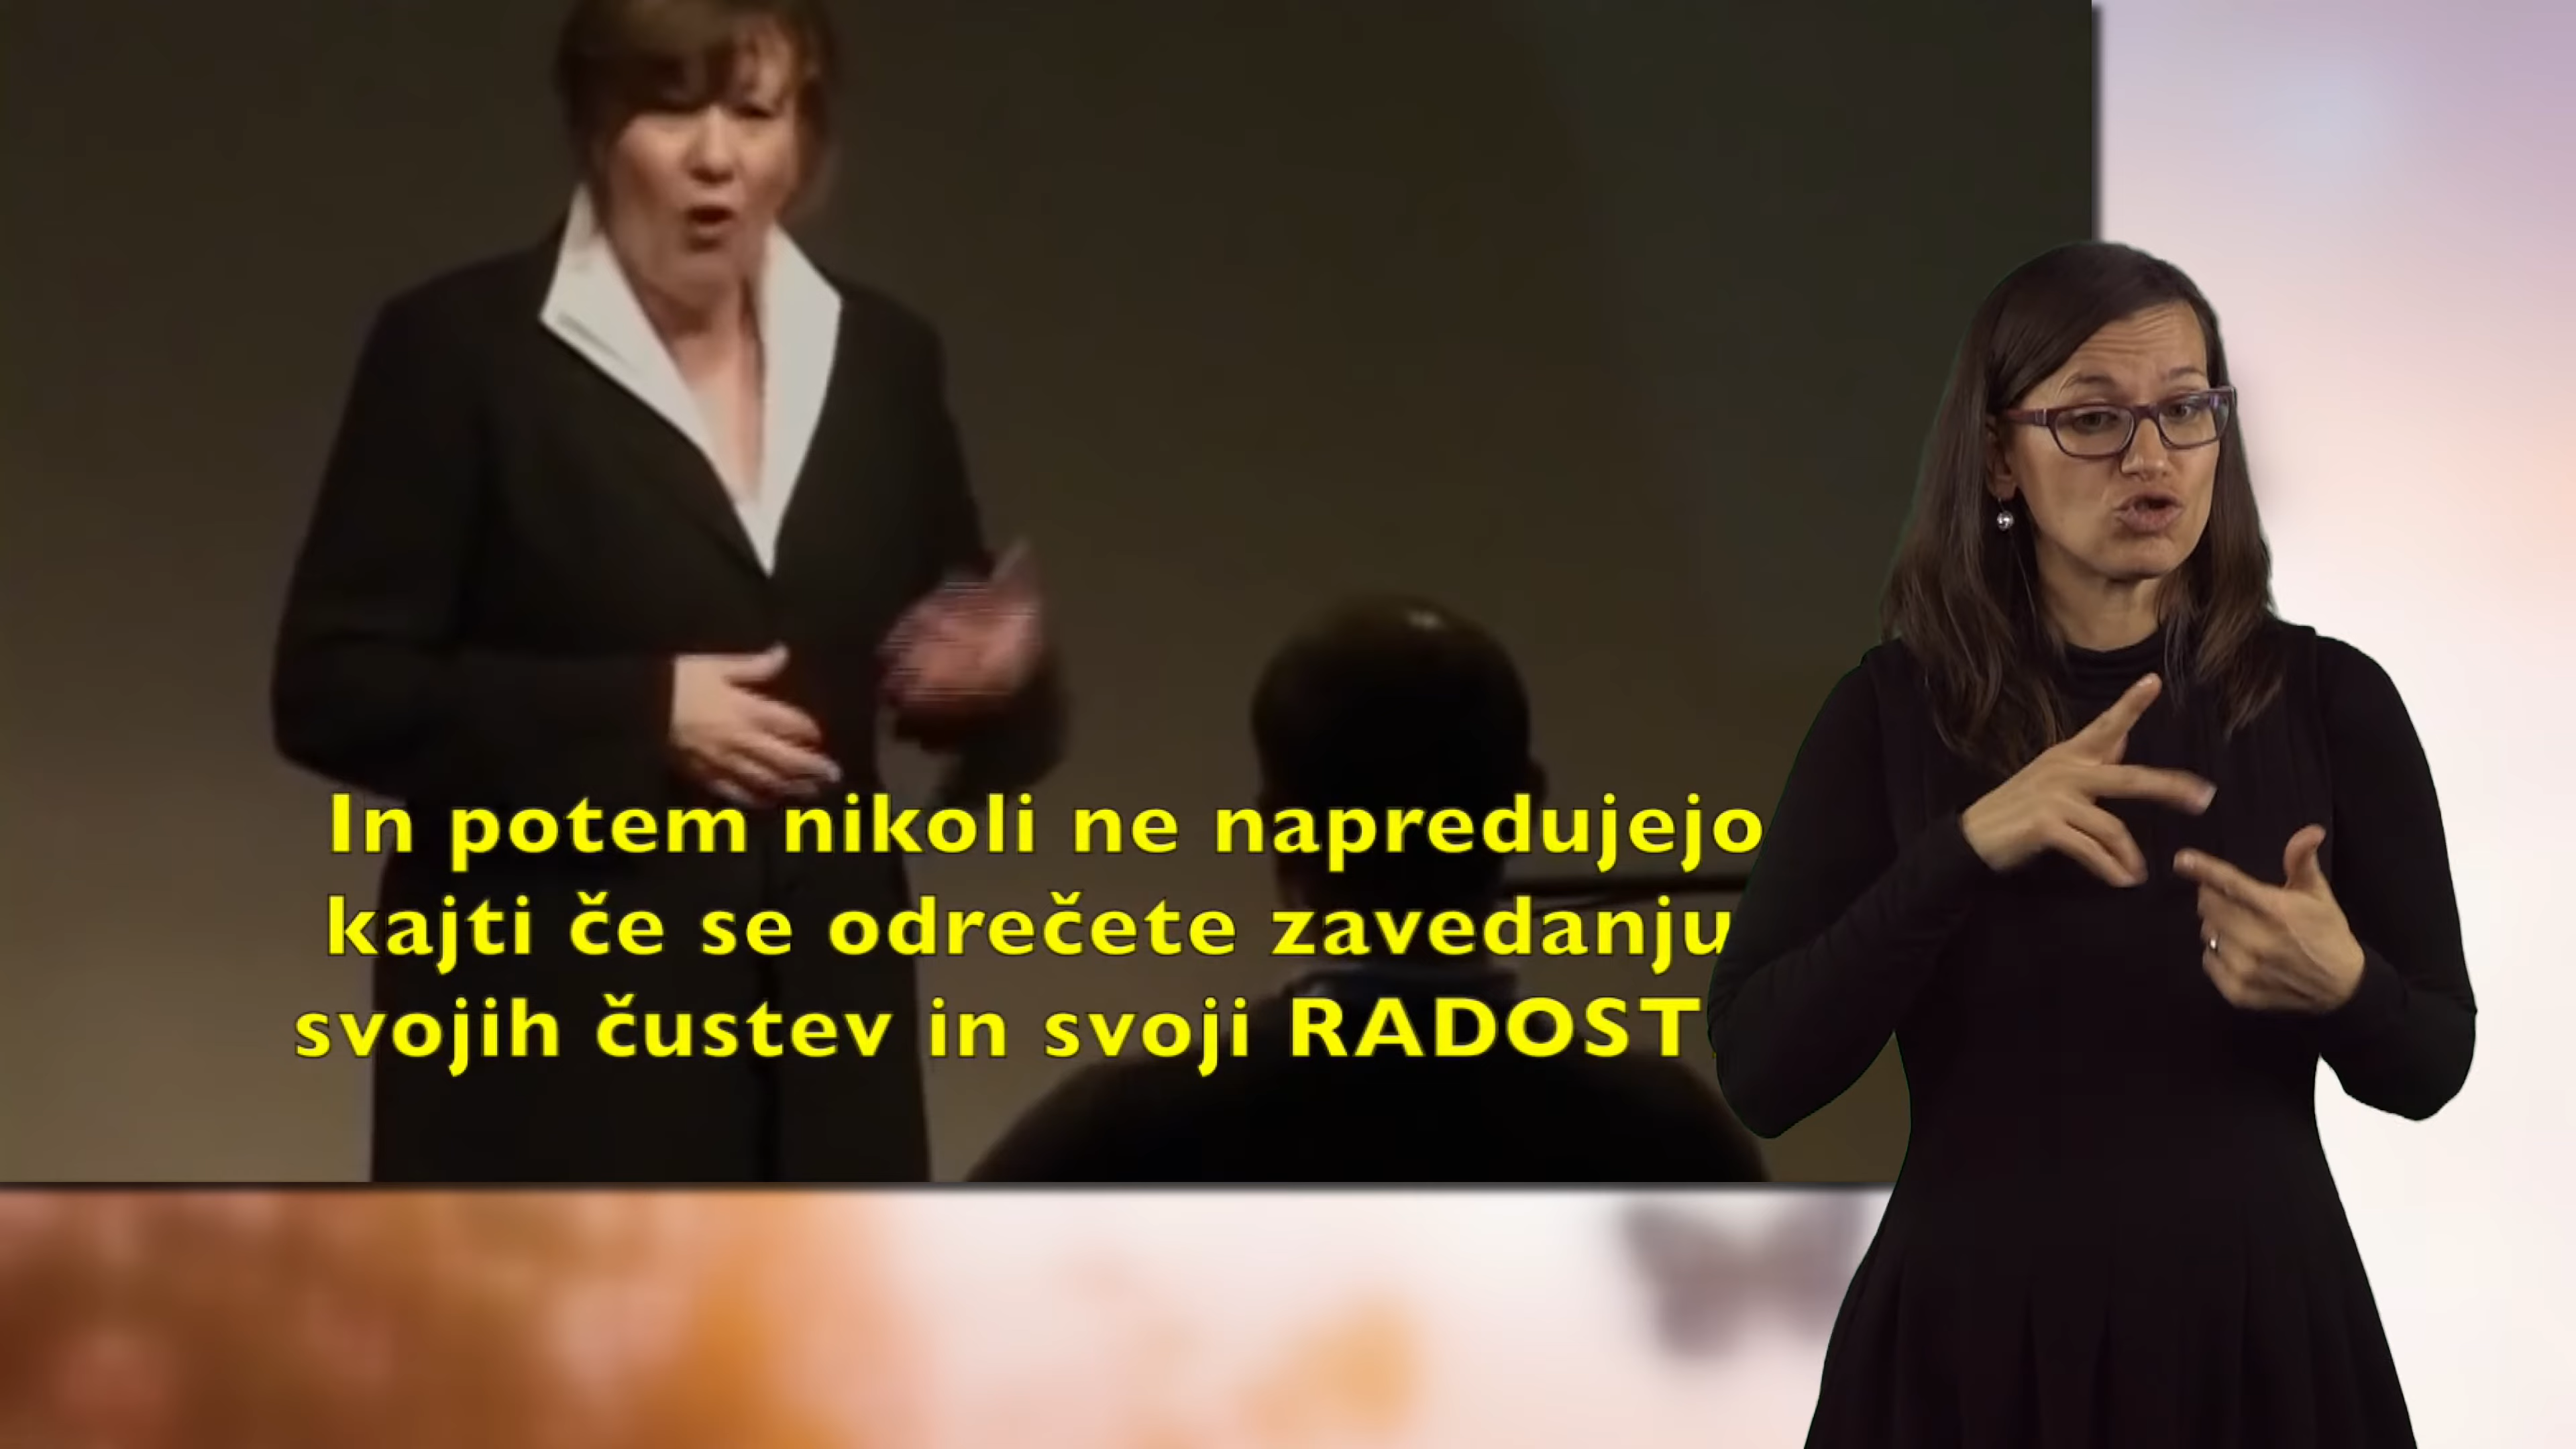 In potem nikoli ne napredujejo
kajti če se odrečete zavedanju
svojih čustev in svoji RADOST